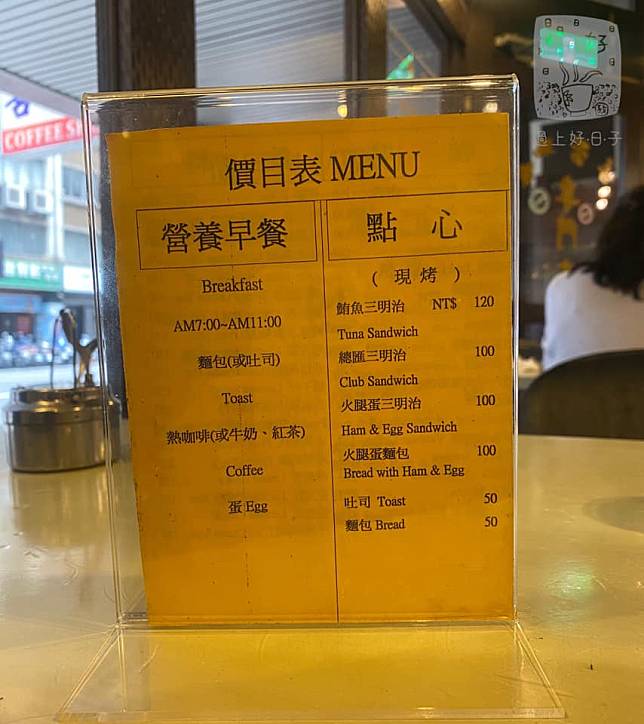 好
遇上好·日·子
COFFEE S
價目表 MENU
營養早餐
Breakfast
AM7:00~AM11:00
麵包(或吐司)
Toast
熱咖啡(或牛奶、紅茶)
Coffee
蛋 Egg
點 心
( 現 烤 )
鮪魚三明治 NT$ 120
Tuna Sandwich
總匯三明治 100
Club Sandwich
火腿蛋三明治 100
Ham & Egg Sandwich
火腿蛋麵包 100
Bread with Ham & Egg
吐司 Toast 50
麵包 Bread 50